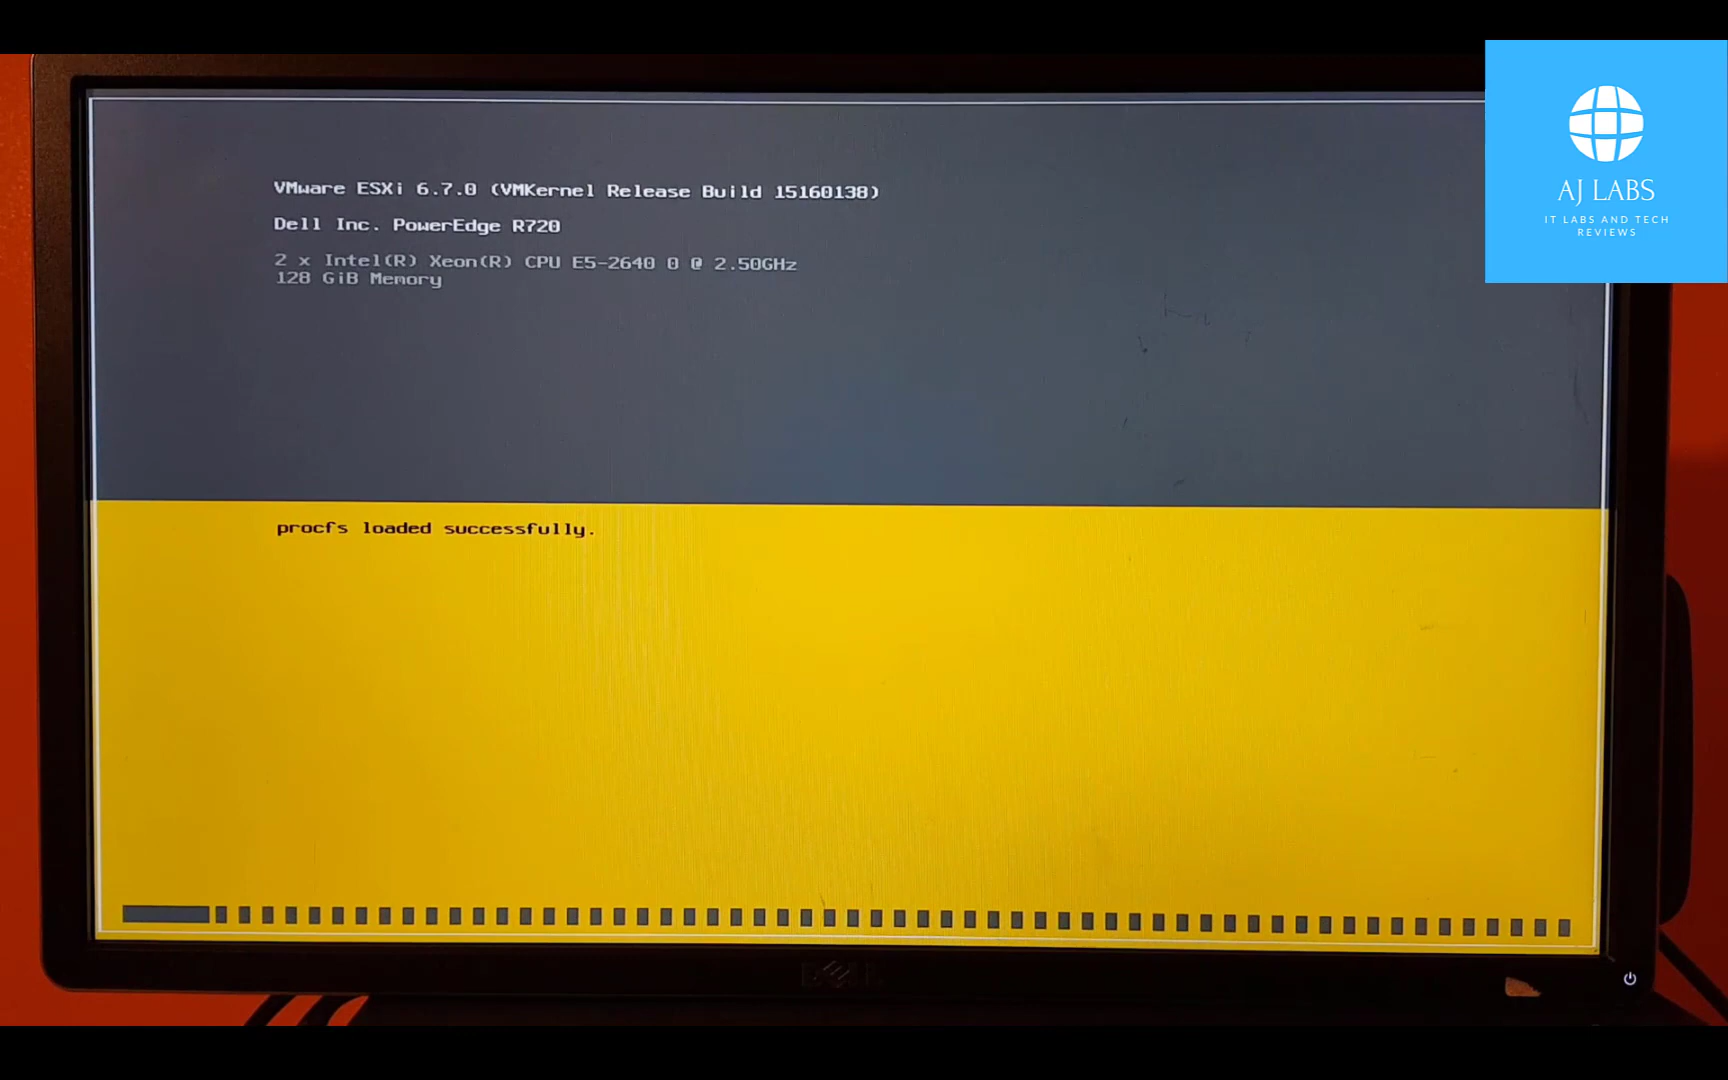 VMware ESXi 6.7.0 (VMKernel Release Build 15160138)
Dell Inc. PowerEdge R720
2 x Intel(R) Xeon(R) CPU E5-2640 0 @ 2.50GHz
128 GiB Memory
procfs loaded successfully.
AJ LABS
IT LABS AND TECH
REVIEWS
DELL